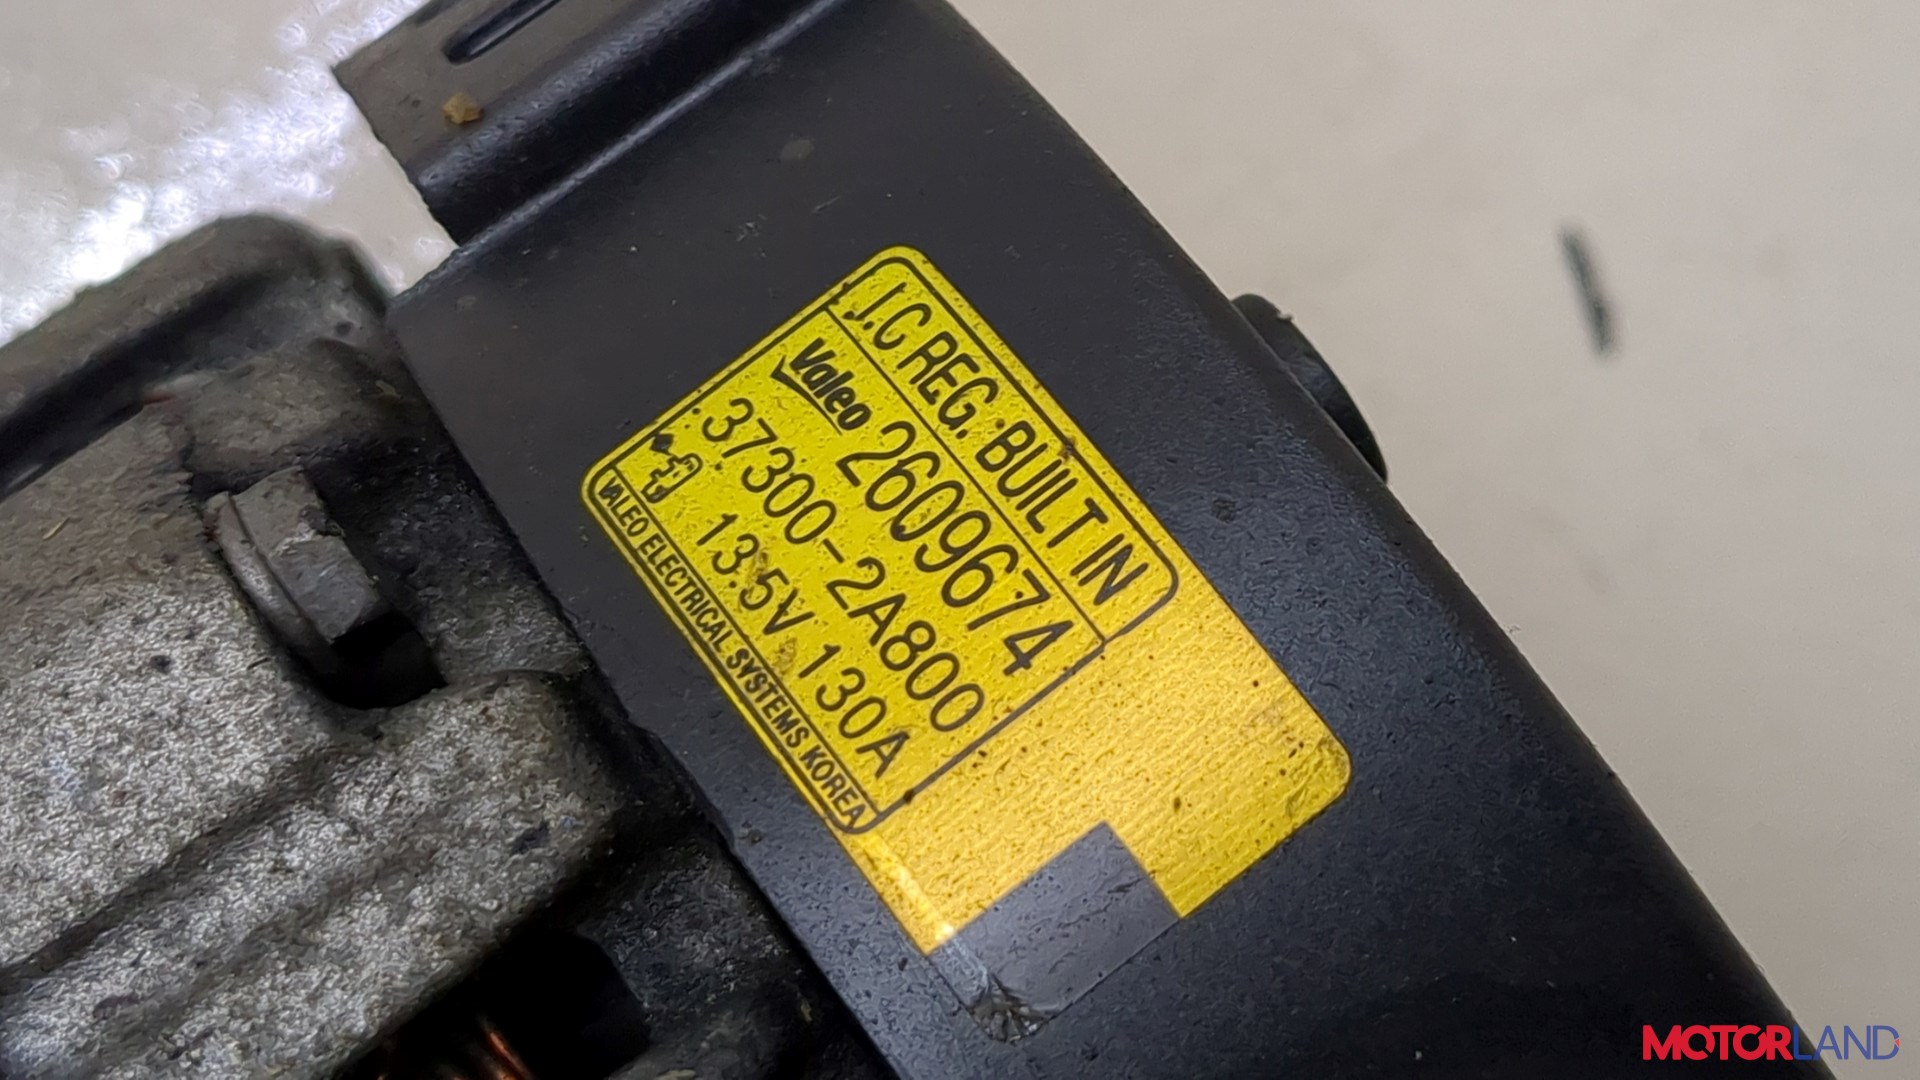 I.C REG. BUILT IN
Valeo 2609674
37300-2A800
13.5V 130A
VALEO ELECTRICAL SYSTEMS KOREA
MOTORLAND